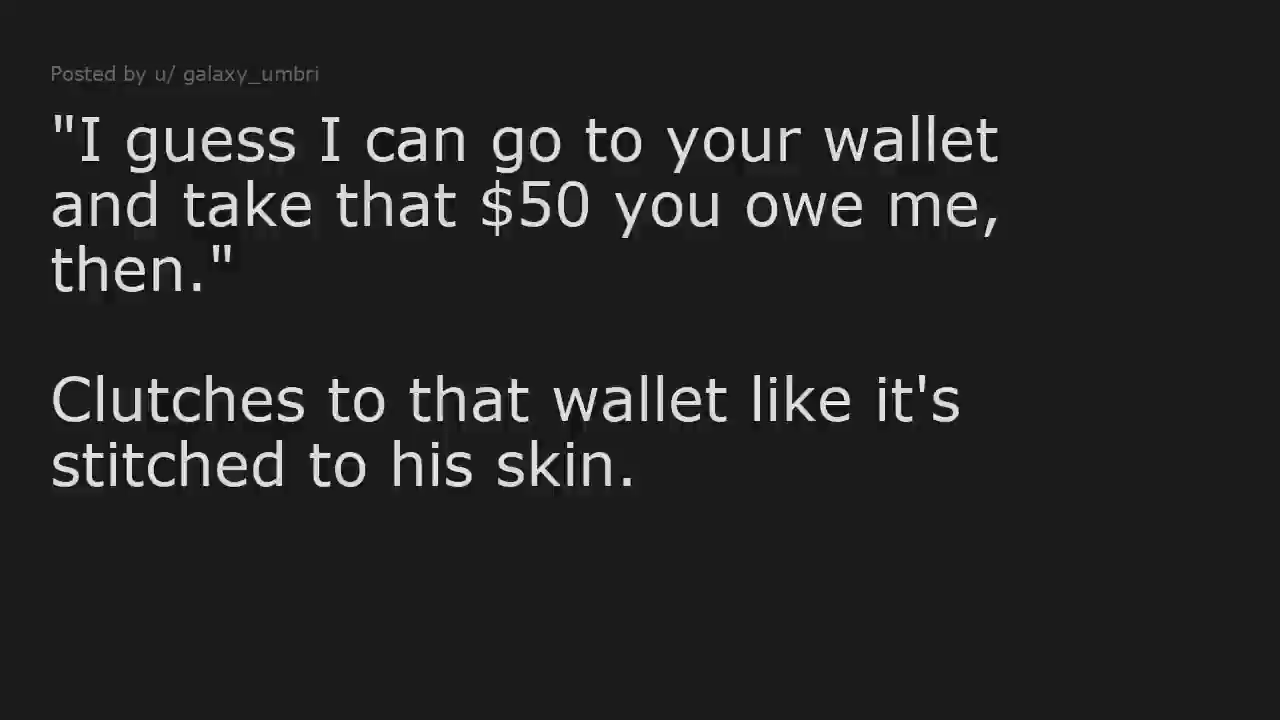 Posted by u/ galaxy_umbri
"I guess I can go to your wallet
and take that $50 you owe me,
then."
Clutches to that wallet like it's
stitched to his skin.